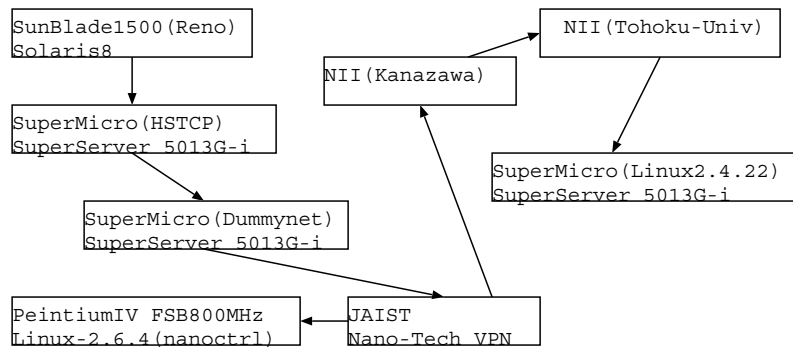 SunBlade1500(Reno)
Solaris8
NII(Tohoku-Univ)
NII(Kanazawa)
SuperMicro(HSTCP)
SuperServer 5013G-i
SuperMicro(Linux2.4.22)
SuperServer 5013G-i
SuperMicro(Dummynet)
SuperServer 5013G-i
PeintiumIV FSB800MHz
Linux-2.6.4(nanoctrl)
JAIST
Nano-Tech VPN